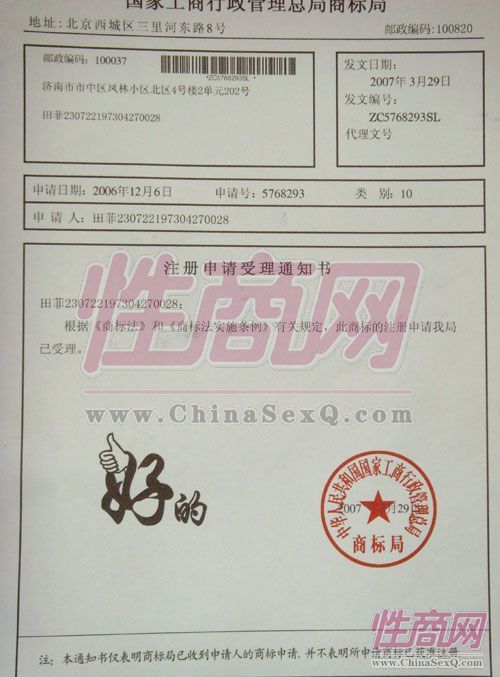 国家工商行政管理总局商标局
地址:北京西城区三里河东路8号
邮政编码:100820
邮政编码：100037
*ZC5768293SL*
济南市市中区凤林小区北区4号楼2单元202号
田菲230722197304270028
发文日期:
2007年3月29日
发文编号:
ZC5768293SL
代理文号
申请日期：2006年12月6日 申请号：5768293 类 别：10
申 请 人：田菲230722197304270028
注册申请受理通知书
田菲230722197304270028：
根据《商标法》和《商标法实施条例》有关规定，此商标的注册申请我局
已受理。
性商网
www.ChinaSexQ.com
好的
中华人民共和国国家工商行政管理总局
2007 3月29
商标局
性商网
www.ChinaSexQ.com
注：本通知书仅表明商标局已收到申请人的商标申请,并不表明所申请商标已获准注册